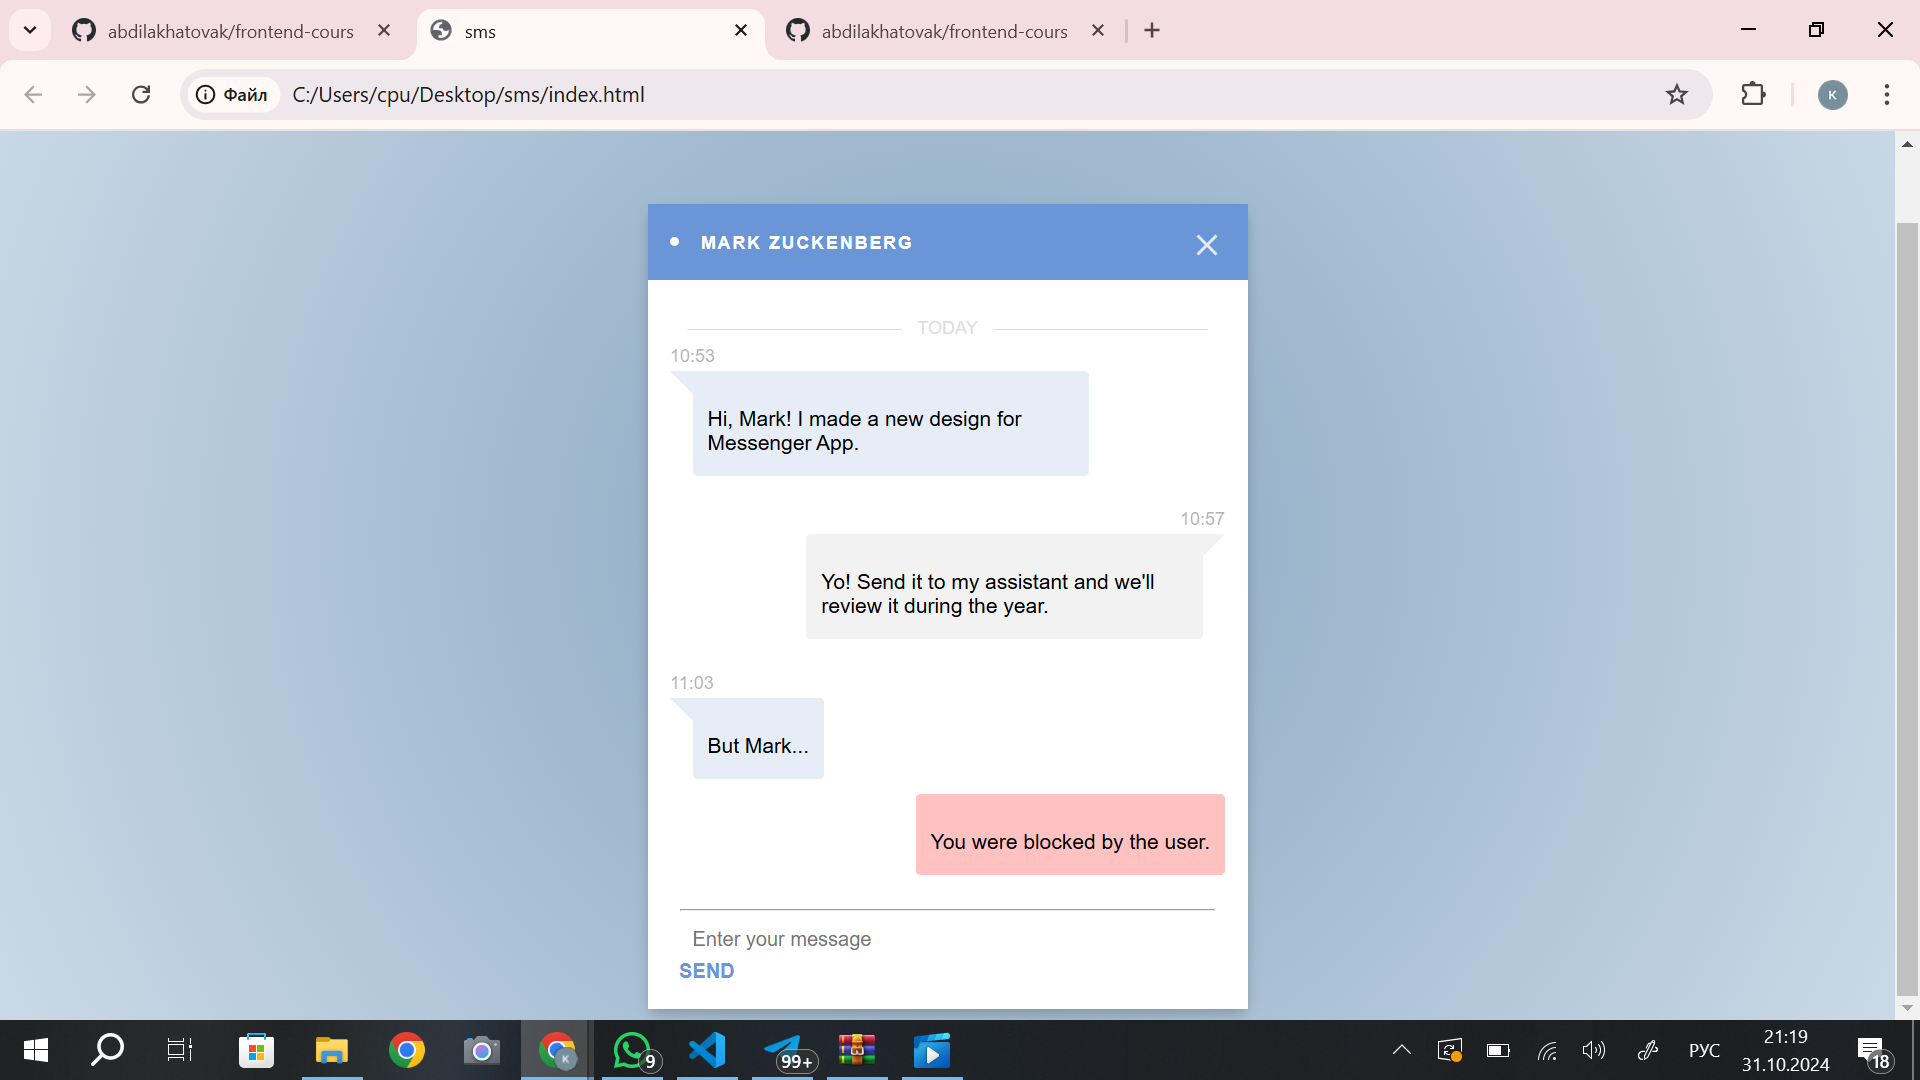 abdilakhatovak/frontend-cours
sms
abdilakhatovak/frontend-cours
Файл
C:/Users/cpu/Desktop/sms/index.html
K
MARK ZUCKENBERG
TODAY
10:53
Hi, Mark! I made a new design for
Messenger App.
10:57
Yo! Send it to my assistant and we'll
review it during the year.
11:03
But Mark...
You were blocked by the user.
Enter your message
SEND
K
9
99+
РУС
21:19
31.10.2024
18